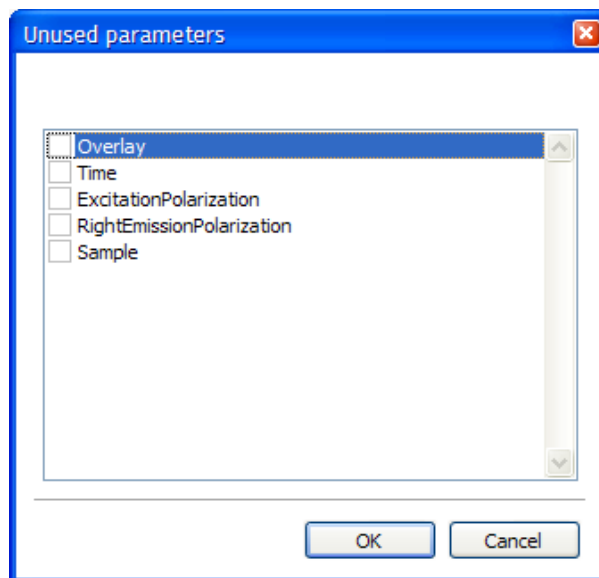 Unused parameters
Overlay
Time
ExcitationPolarization
RightEmissionPolarization
Sample
OK Cancel